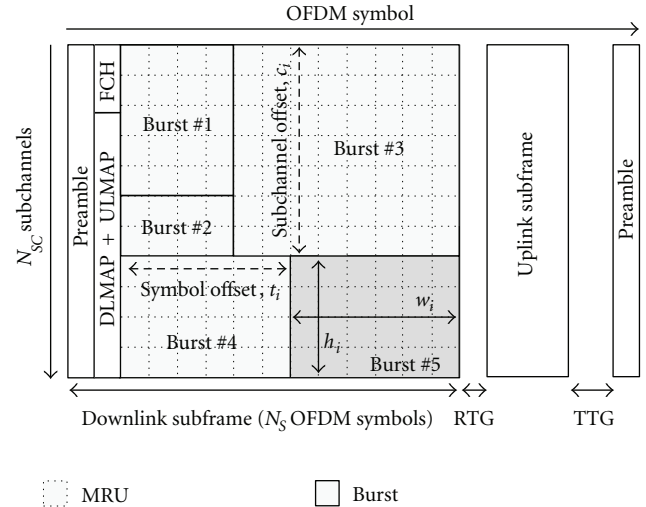 OFDM symbol
N_SC subchannels
Preamble
FCH
DLMAP + ULMAP
Burst #1
Burst #2
Subchannel offset, c_i
Burst #3
Symbol offset, t_i
Burst #4
w_i
h_i
Burst #5
Uplink subframe
Preamble
Downlink subframe (N_S OFDM symbols)
RTG
TTG
MRU
Burst